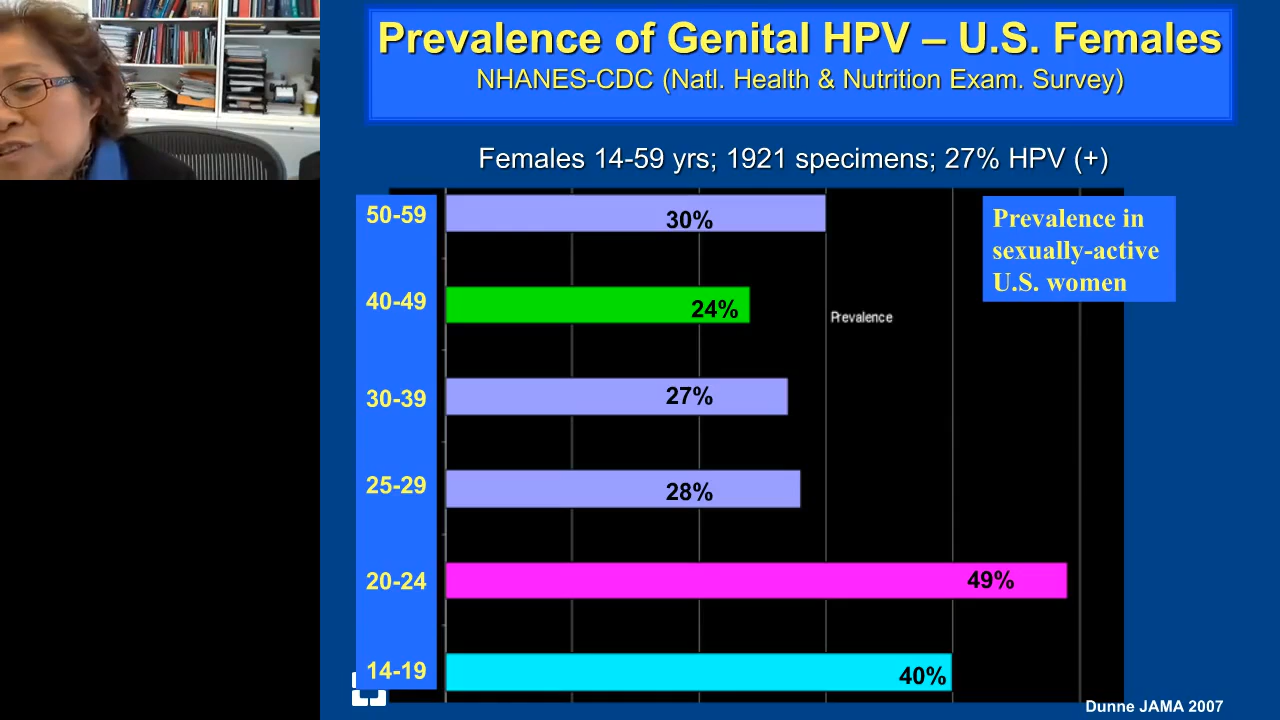 Prevalence of Genital HPV – U.S. Females
NHANES-CDC (Natl. Health & Nutrition Exam. Survey)
Females 14-59 yrs; 1921 specimens; 27% HPV (+)
50-59
30%
Prevalence in
sexually-active
U.S. women
40-49
24%
Prevalence
30-39
27%
25-29
28%
20-24
49%
14-19
40%
Dunne JAMA 2007